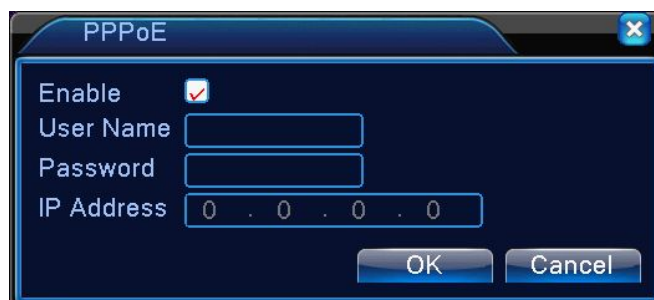 PPPoE
Enable
User Name
Password
IP Address 0 . 0 . 0 . 0
OK Cancel